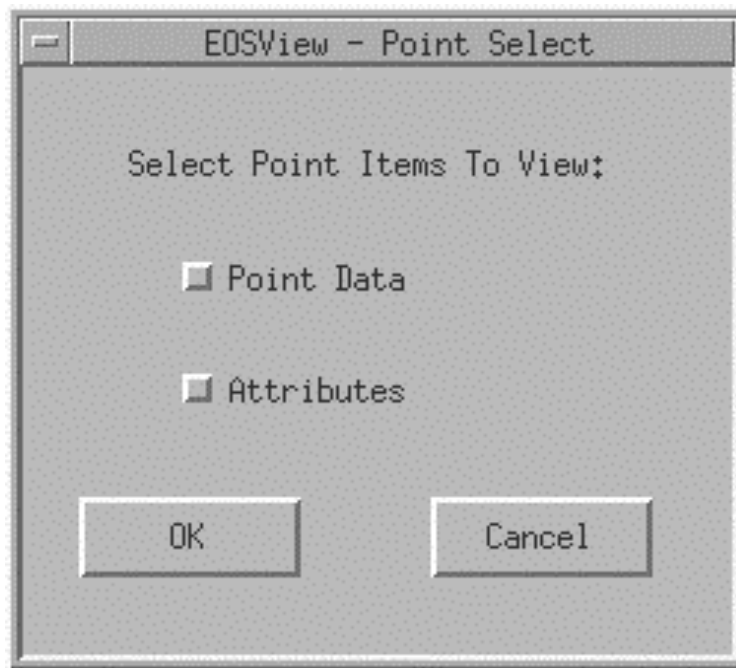 EOSView - Point Select
Select Point Items To View:
Point Data
Attributes
OK
Cancel